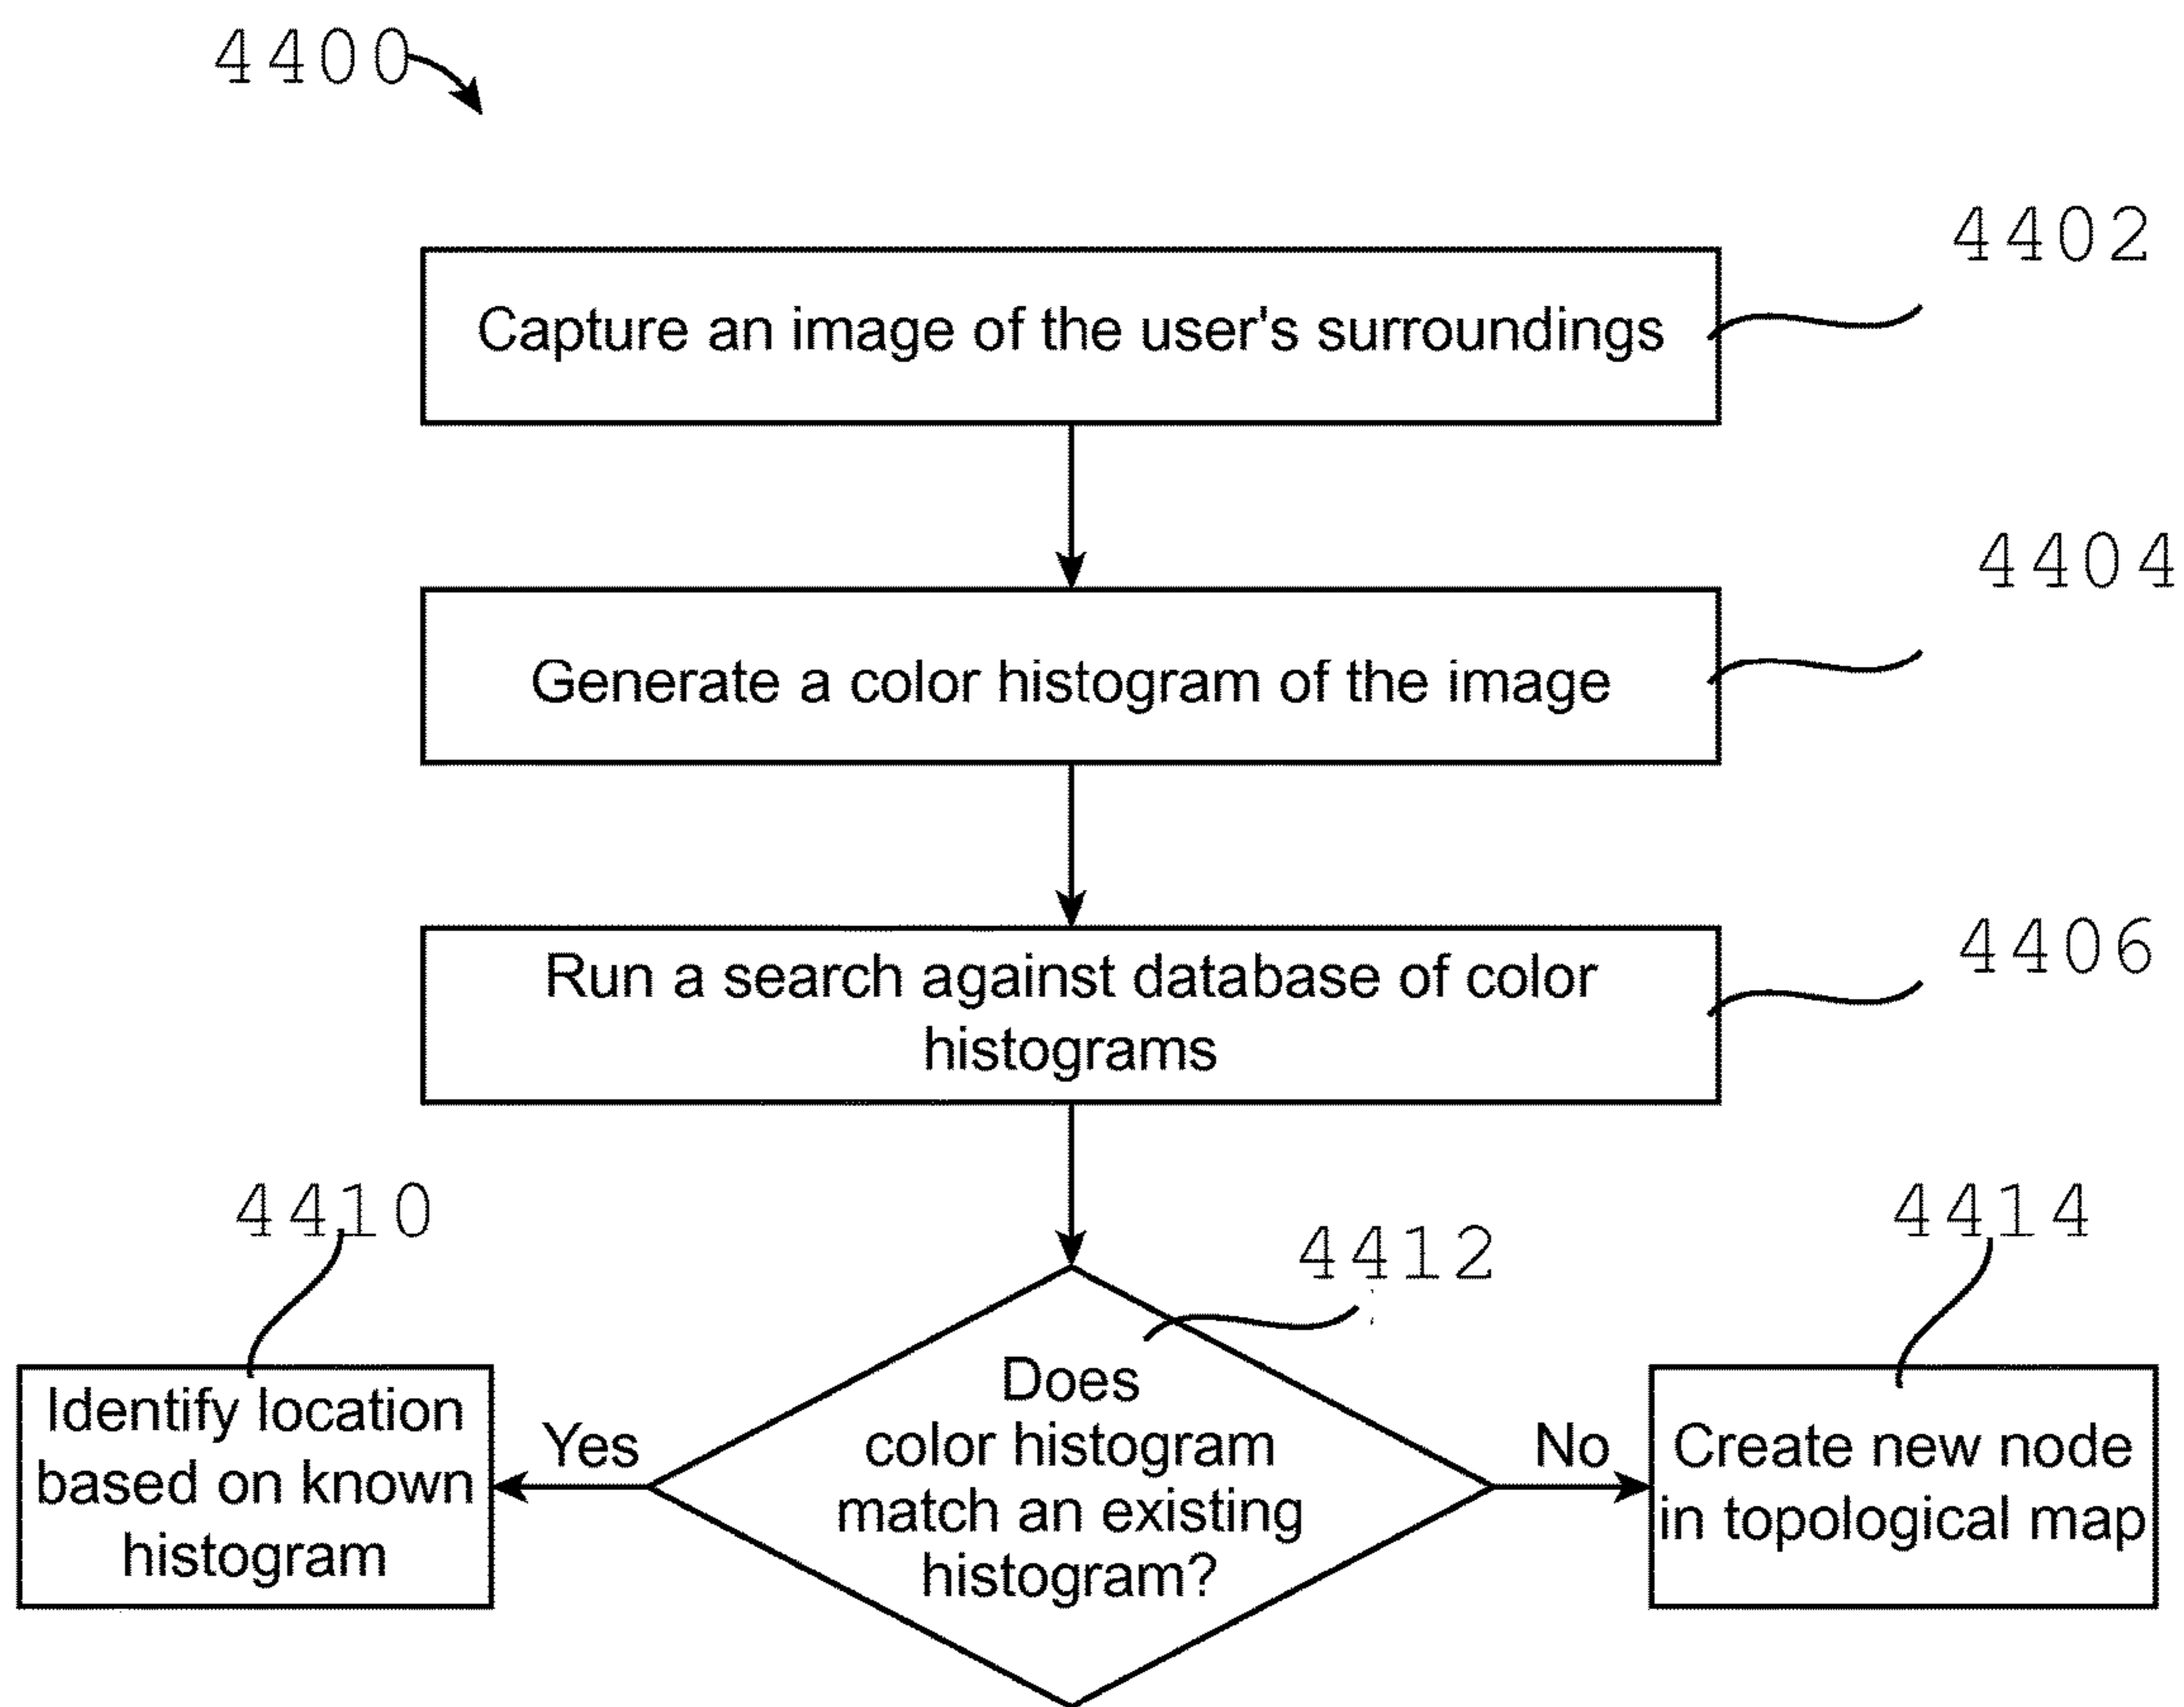 4400
4402
Capture an image of the user's surroundings
4404
Generate a color histogram of the image
4406
Run a search against database of color
histograms
4410
4412
4414
Identify location
based on known
histogram
Yes
Does
color histogram
match an existing
histogram?
No
Create new node
in topological map